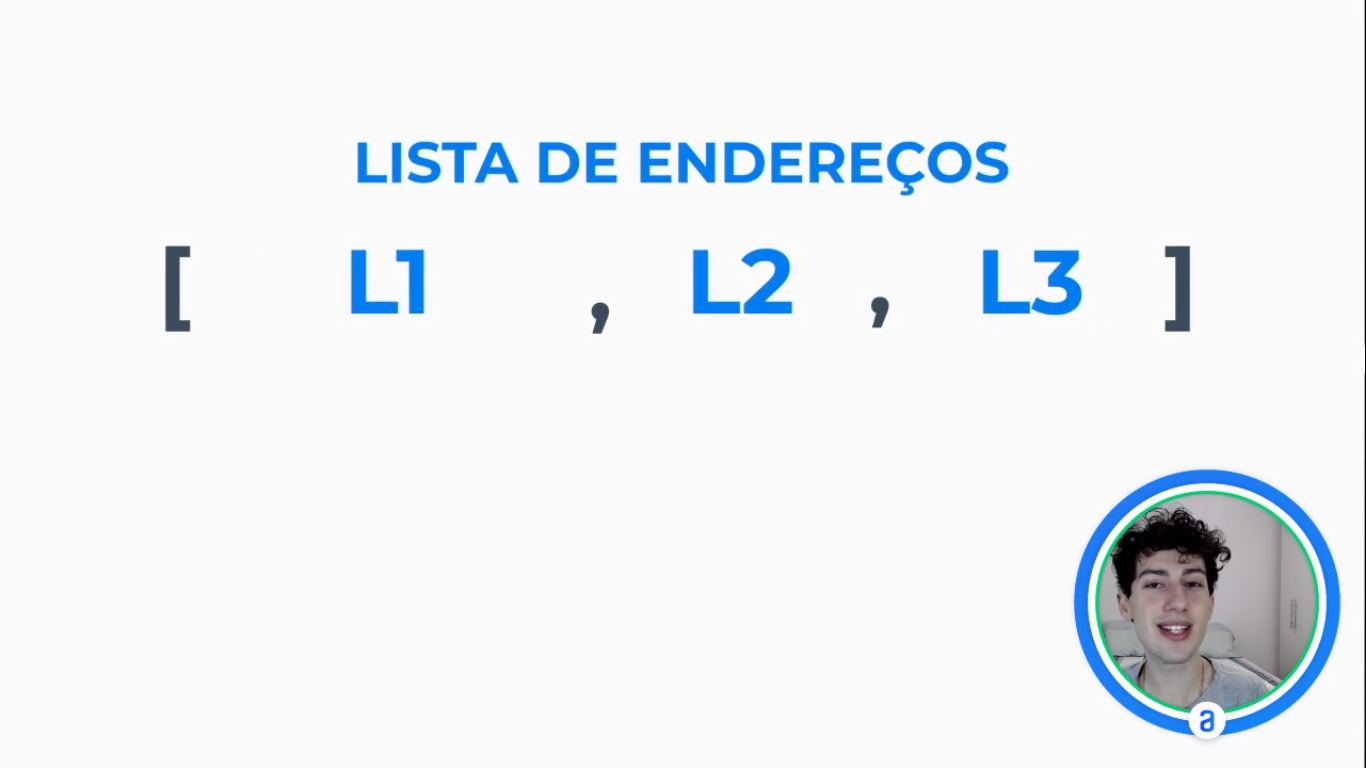 LISTA DE ENDEREÇOS
[ L1 , L2 , L3 ]
a